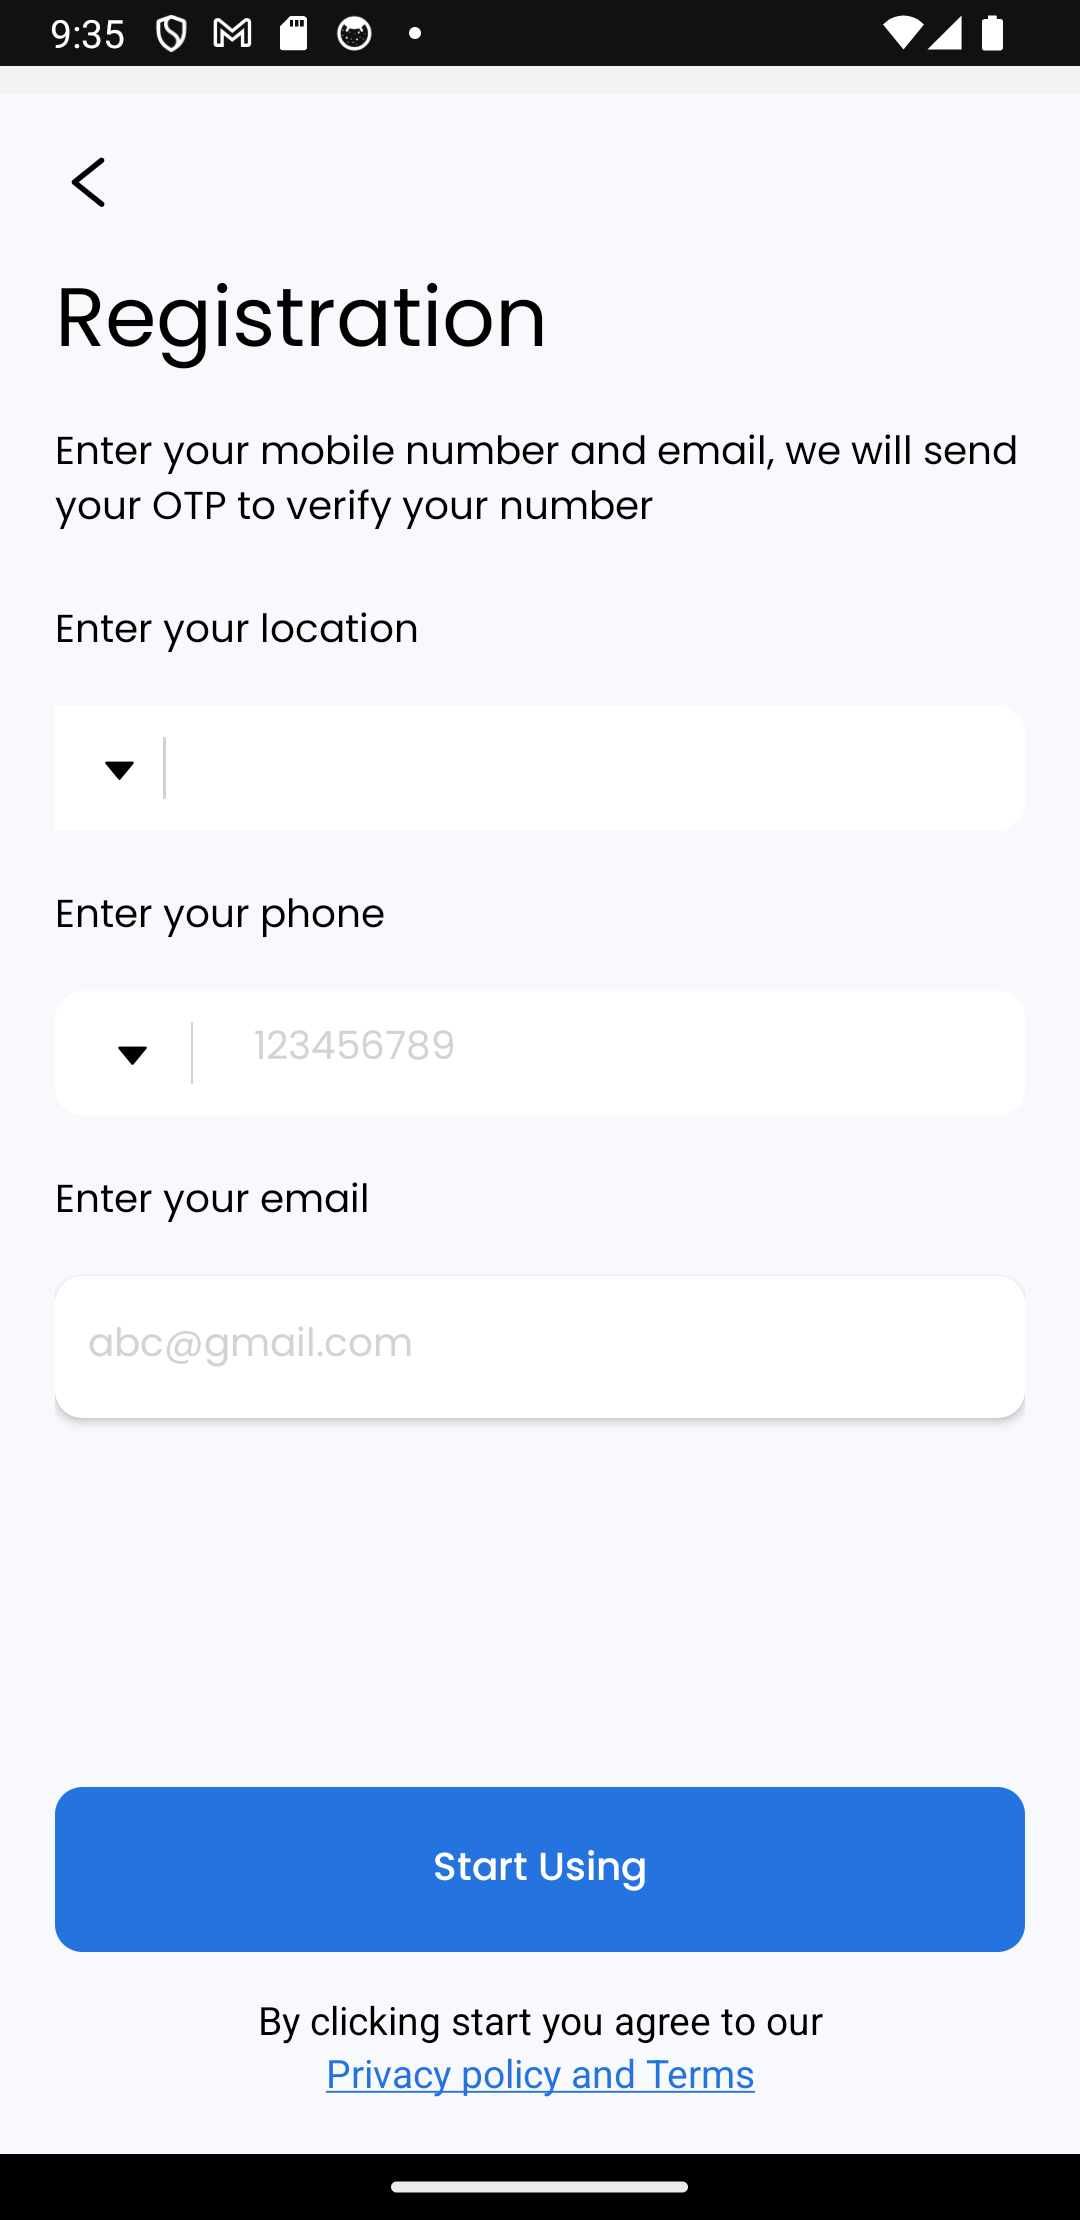 9:35
Registration
Enter your mobile number and email, we will send
your OTP to verify your number
Enter your location
Enter your phone
123456789
Enter your email
abc@gmail.com
Start Using
By clicking start you agree to our
Privacy policy and Terms